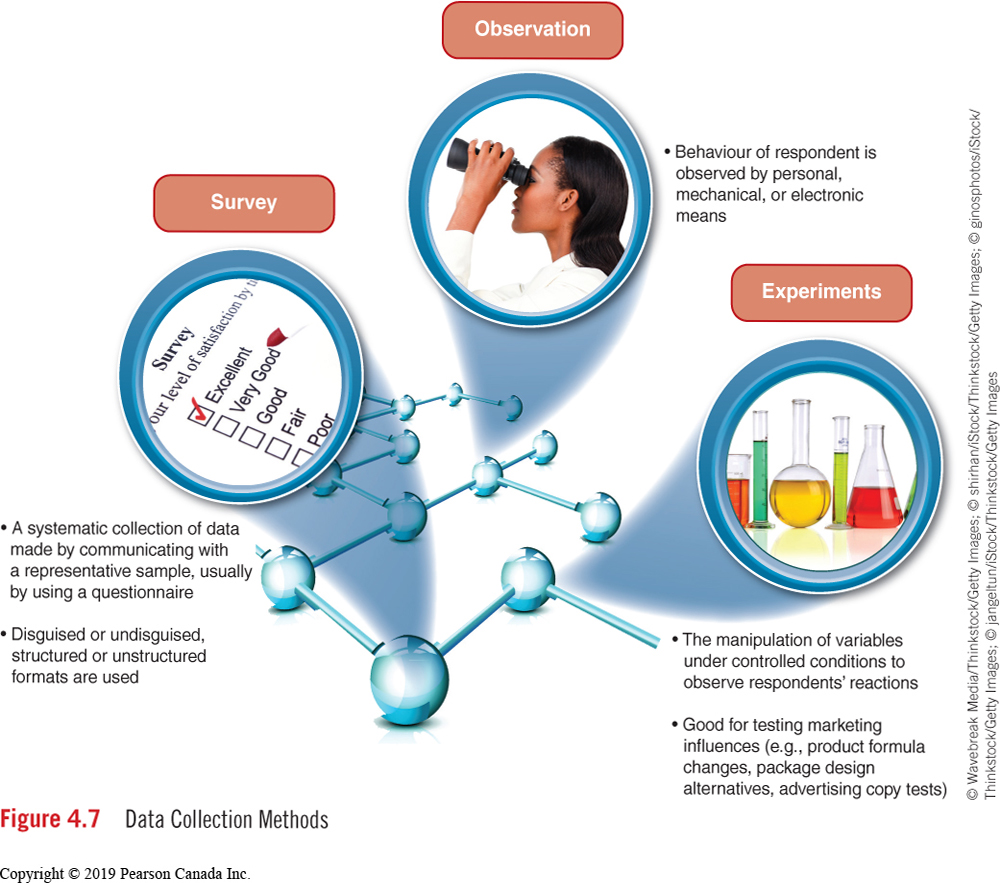 Observation
• Behaviour of respondent is
observed by personal,
mechanical, or electronic
means
Survey
Survey
our level of satisfaction by
Excellent
Very Good
Good
Fair
Poor
• A systematic collection of data
made by communicating with
a representative sample, usually
by using a questionnaire
• Disguised or undisguised,
structured or unstructured
formats are used
Experiments
• The manipulation of variables
under controlled conditions to
observe respondents’ reactions
• Good for testing marketing
influences (e.g., product formula
changes, package design
alternatives, advertising copy tests)
© Wavebreak Media/Thinkstock/Getty Images; © shirhan/iStock/Thinkstock/Getty Images; © ginosphotos/iStock/
Thinkstock/Getty Images; © jangeltun/iStock/Thinkstock/Getty Images
Figure 4.7 Data Collection Methods
Copyright © 2019 Pearson Canada Inc.